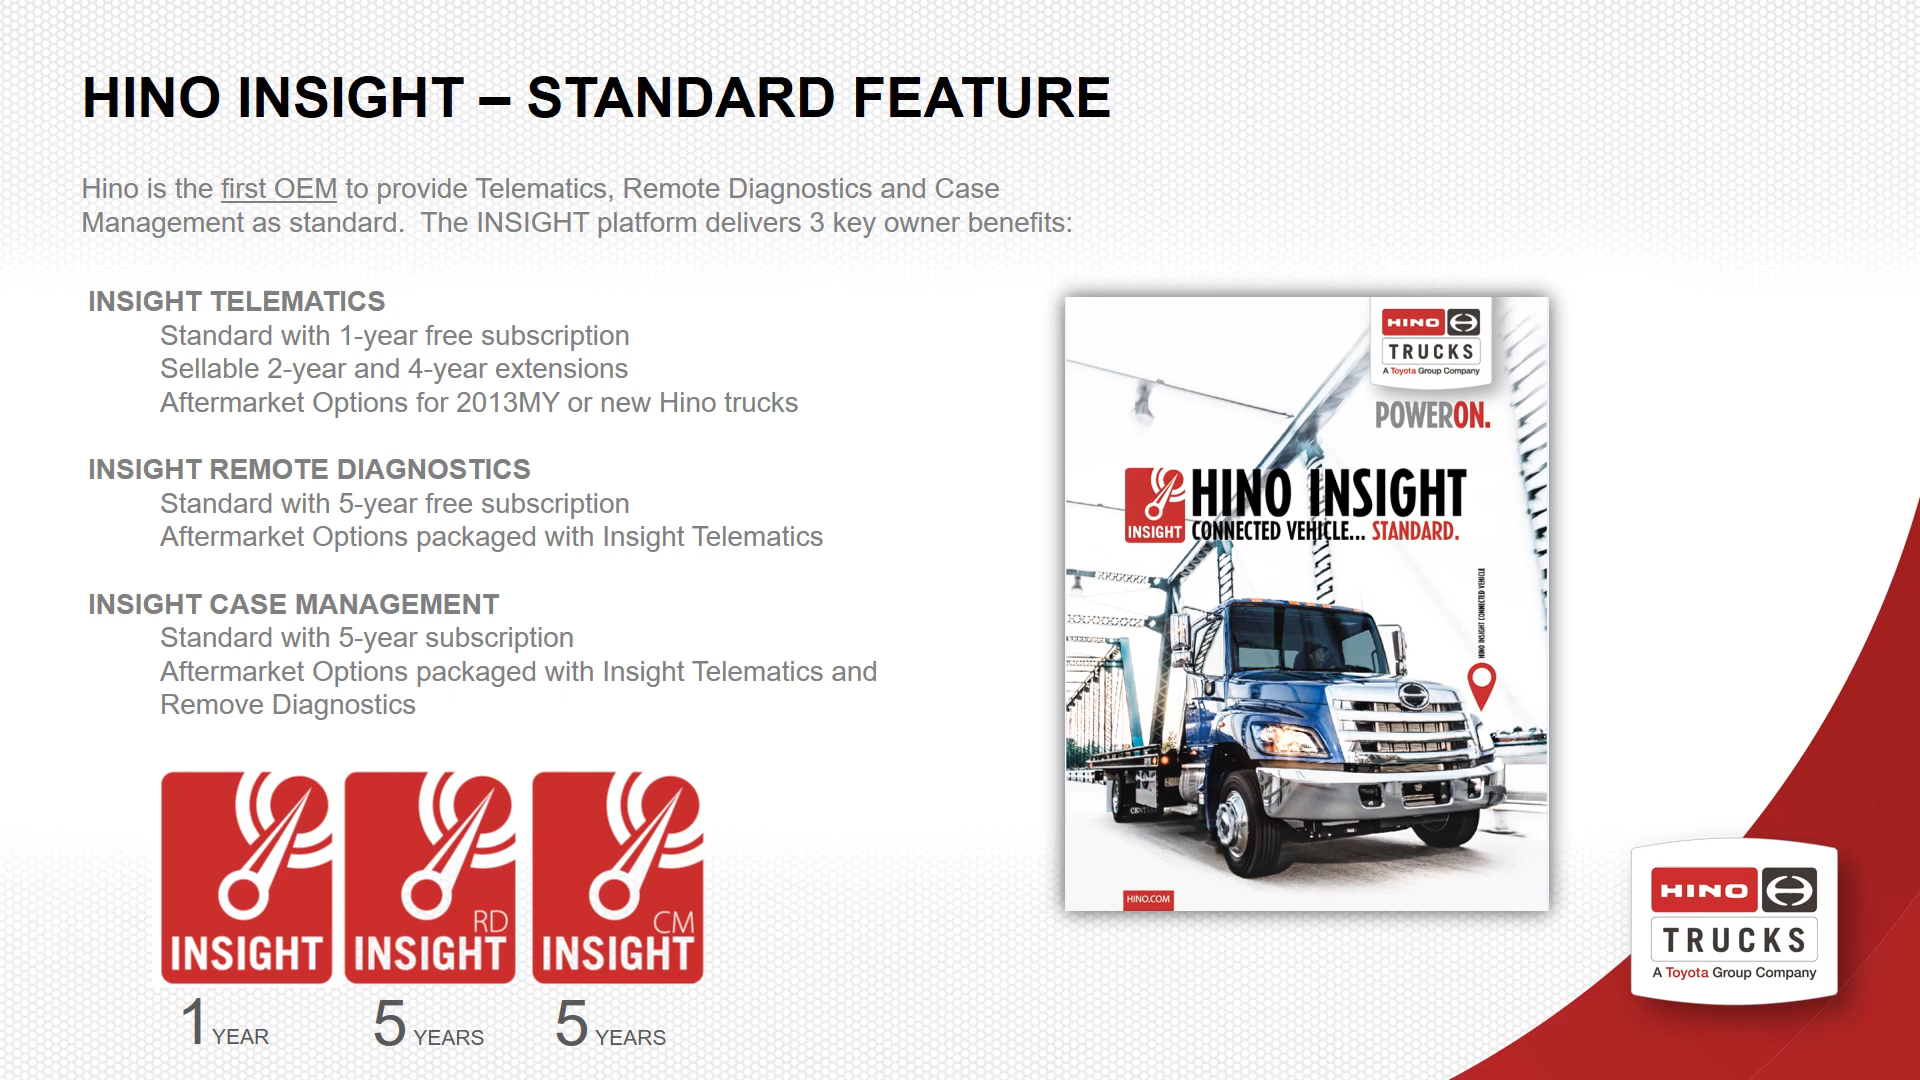 HINO INSIGHT – STANDARD FEATURE
Hino is the first OEM to provide Telematics, Remote Diagnostics and Case
Management as standard.  The INSIGHT platform delivers 3 key owner benefits:
INSIGHT TELEMATICS
Standard with 1-year free subscription
Sellable 2-year and 4-year extensions
Aftermarket Options for 2013MY or new Hino trucks
INSIGHT REMOTE DIAGNOSTICS
Standard with 5-year free subscription
Aftermarket Options packaged with Insight Telematics
INSIGHT CASE MANAGEMENT
Standard with 5-year subscription
Aftermarket Options packaged with Insight Telematics and
Remove Diagnostics
INSIGHT
RD
INSIGHT
CM
INSIGHT
1 YEAR
5 YEARS
5 YEARS
HINO
TRUCKS
A Toyota Group Company
POWERON.
INSIGHT
HINO INSIGHT
CONNECTED VEHICLE... STANDARD.
HINO INSIGHT CONNECTED VEHICLE
HINO.COM
HINO
TRUCKS
A Toyota Group Company